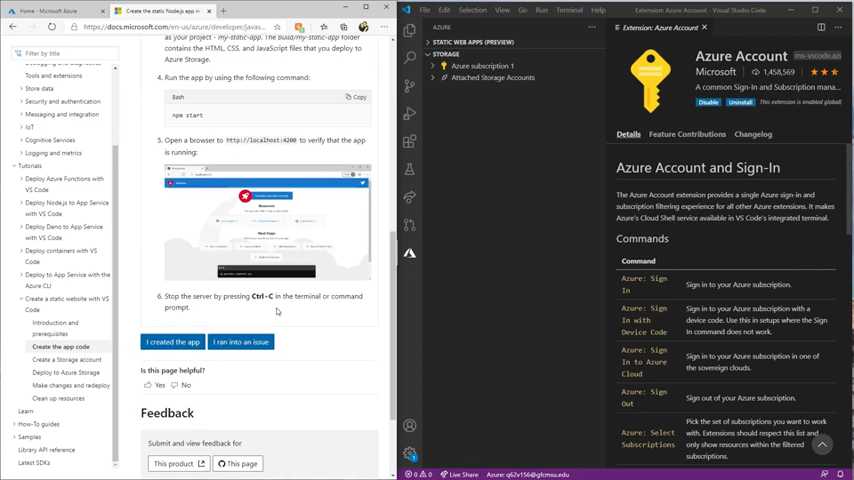 Home - Microsoft Azure
Create the static Node.js app in
https://docs.microsoft.com/en-us/azure/developer/javas...
Filter by title
Tools and extensions
Store data
Security and authentication
Messaging and integration
IoT
Cognitive Services
Logging and metrics
Tutorials
Deploy Azure Functions with
VS Code
Deploy Node.js to App Service
with VS Code
Deploy Deno to App Service
with VS Code
Deploy containers with VS
Code
Deploy to App Service with the
Azure CLI
Create a static website with VS
Code
Introduction and
prerequisites
Create the app code
Create a Storage account
Deploy to Azure Storage
Make changes and redeploy
Clean up resources
Learn
How-To Guides
Samples
Library API reference
Latest SDKs
as your project - my-static-app. The build/my-static-app folder
contains the HTML, CSS, and JavaScript files that you deploy to
Azure Storage.
4. Run the app by using the following command:
Bash
Copy
npm start
5. Open a browser to http://localhost:4200 to verify that the app
is running:
Resources
Next Steps
6. Stop the server by pressing Ctrl+C in the terminal or command
prompt.
I created the app
I ran into an issue
Is this page helpful?
Yes No
Feedback
Submit and view feedback for
This product
This page
File Edit Selection View Go Run Terminal
Extension: Azure Account - Visual Studio Code
AZURE
STATIC WEB APPS (PREVIEW)
STORAGE
Azure subscription 1
Attached Storage Accounts
Extension: Azure Account
Azure Account
ms-vscode.az
Microsoft
1,458,569
A common Sign-In and Subscription mana...
Disable Uninstall This extension is enabled global
Details Feature Contributions Changelog
Azure Account and Sign-In
The Azure Account extension provides a single Azure sign-in and
subscription filtering experience for all other Azure extensions. It makes
Azure's Cloud Shell service available in VS Code's integrated terminal.
Commands
Command
Azure: Sign
In
Sign in to your Azure subscription.
Azure: Sign
In with
Device Code
Sign in to your Azure subscription with a
device code. Use this in setups where the Sign
In command does not work.
Azure: Sign
In to Azure
Cloud
Sign in to your Azure subscription in one of
the sovereign clouds.
Azure: Sign
Out
Sign out of your Azure subscription.
Azure: Select
Subscriptions
Pick the set of subscriptions you want to work
with. Extensions should respect this list and
only show resources within the filtered
subscriptions.
0 0 Live Share Azure: q62v156@gfcmsu.edu